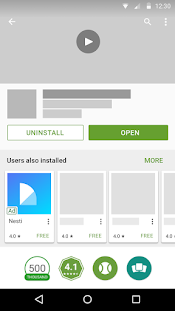 12:30
UNINSTALL OPEN
Users also installed MORE
Ad
Nesti
4.0 ★ FREE 4.0 ★ FREE 4.0 ★ FREE 4.0 ★
500 THOUSAND 4.1